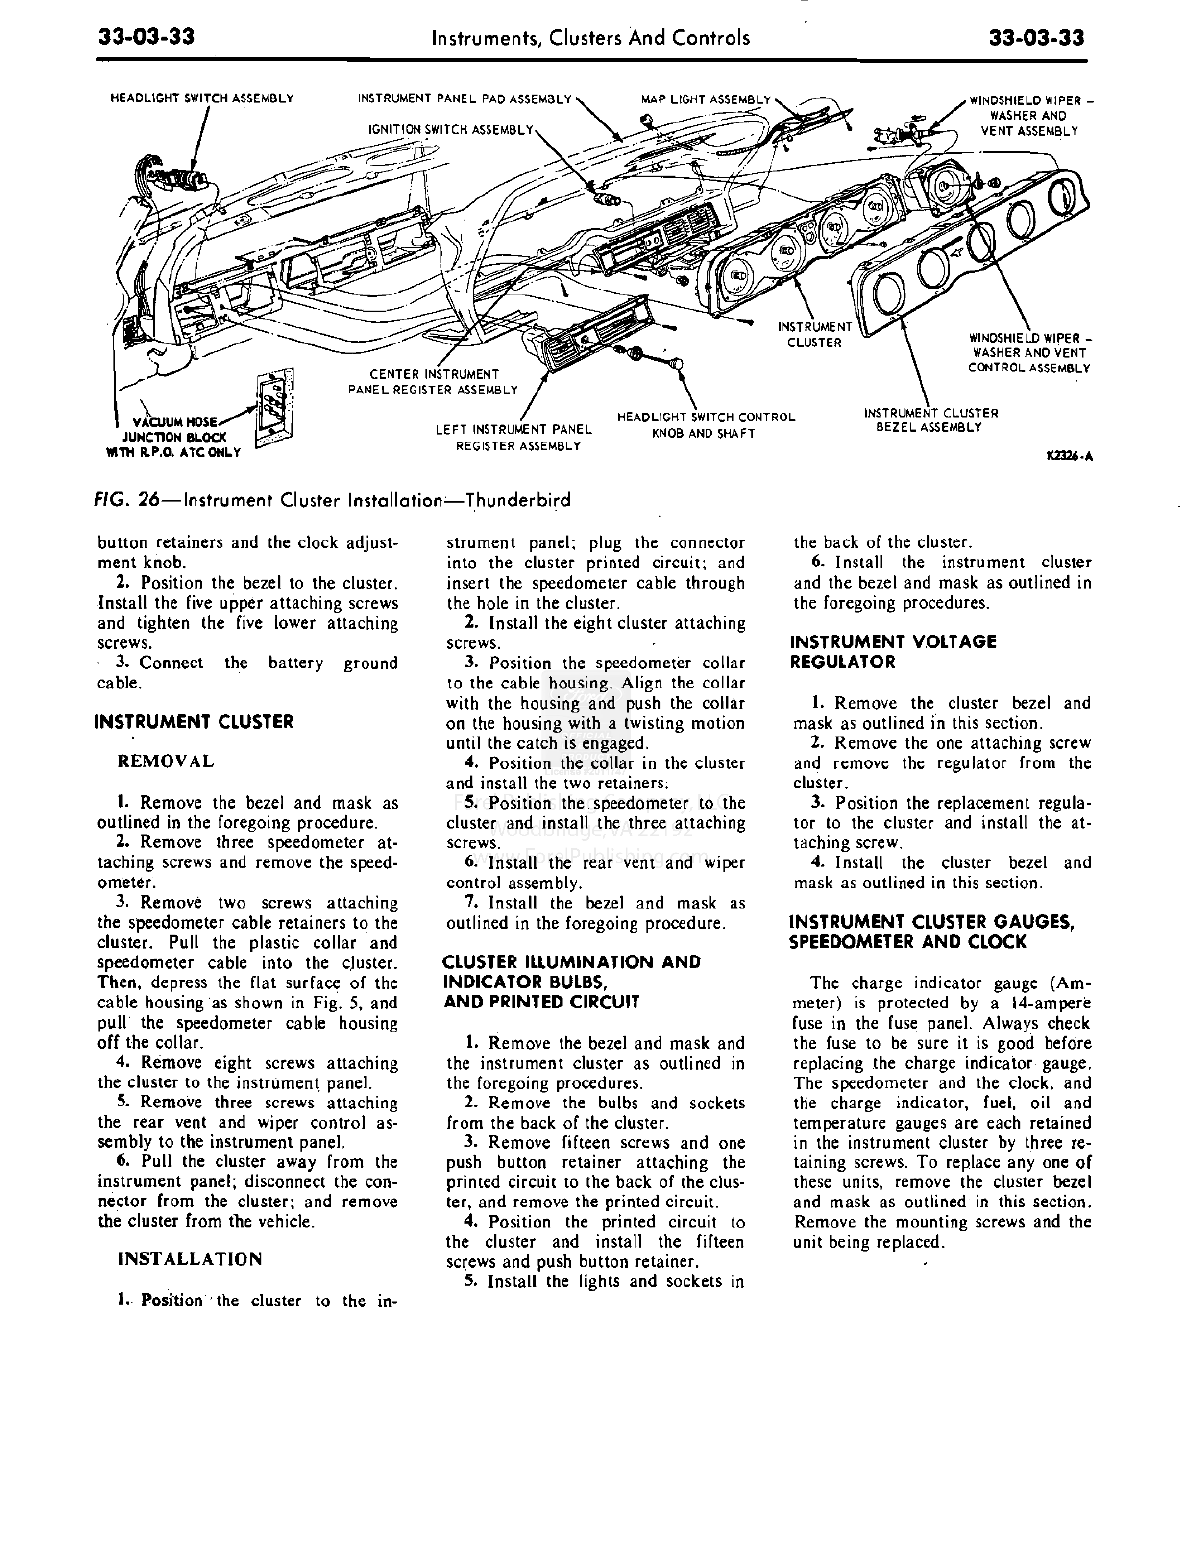 33-03-33
Instruments, Clusters And Controls
33-03-33
HEADLIGHT SWITCH ASSEMBLY
INSTRUMENT PANEL PAD ASSEMBLY
MAP LIGHT ASSEMBLY
WINDSHIELD WIPER -
WASHER AND
VENT ASSEMBLY
IGNITION SWITCH ASSEMBLY
INSTRUMENT
CLUSTER
WINDSHIELD WIPER -
WASHER AND VENT
CONTROL ASSEMBLY
CENTER INSTRUMENT
PANEL REGISTER ASSEMBLY
VACUUM HOSE
JUNCTION BLOCK
WITH R.P.O. ATC ONLY
LEFT INSTRUMENT PANEL
REGISTER ASSEMBLY
HEADLIGHT SWITCH CONTROL
KNOB AND SHAFT
INSTRUMENT CLUSTER
BEZEL ASSEMBLY
K2326-A
FIG. 26—Instrument Cluster Installation—Thunderbird
button retainers and the clock adjust-
ment knob.
2. Position the bezel to the cluster.
Install the five upper attaching screws
and tighten the five lower attaching
screws.
3. Connect the battery ground
cable.
INSTRUMENT CLUSTER
REMOVAL
1. Remove the bezel and mask as
outlined in the foregoing procedure.
2. Remove three speedometer at-
taching screws and remove the speed-
ometer.
3. Remove two screws attaching
the speedometer cable retainers to the
cluster. Pull the plastic collar and
speedometer cable into the cluster.
Then, depress the flat surface of the
cable housing as shown in Fig. 5, and
pull the speedometer cable housing
off the collar.
4. Remove eight screws attaching
the cluster to the instrument panel.
5. Remove three screws attaching
the rear vent and wiper control as-
sembly to the instrument panel.
6. Pull the cluster away from the
instrument panel; disconnect the con-
nector from the cluster; and remove
the cluster from the vehicle.
INSTALLATION
1. Position the cluster to the in-
strument panel; plug the connector
into the cluster printed circuit; and
insert the speedometer cable through
the hole in the cluster.
2. Install the eight cluster attaching
screws.
3. Position the speedometer collar
to the cable housing. Align the collar
with the housing and push the collar
on the housing with a twisting motion
until the catch is engaged.
4. Position the collar in the cluster
and install the two retainers.
5. Position the speedometer to the
cluster and install the three attaching
screws.
6. Install the rear vent and wiper
control assembly.
7. Install the bezel and mask as
outlined in the foregoing procedure.
CLUSTER ILLUMINATION AND
INDICATOR BULBS,
AND PRINTED CIRCUIT
1. Remove the bezel and mask and
the instrument cluster as outlined in
the foregoing procedures.
2. Remove the bulbs and sockets
from the back of the cluster.
3. Remove fifteen screws and one
push button retainer attaching the
printed circuit to the back of the clus-
ter, and remove the printed circuit.
4. Position the printed circuit to
the cluster and install the fifteen
screws and push button retainer.
5. Install the lights and sockets in
the back of the cluster.
6. Install the instrument cluster
and the bezel and mask as outlined in
the foregoing procedures.
INSTRUMENT VOLTAGE
REGULATOR
1. Remove the cluster bezel and
mask as outlined in this section.
2. Remove the one attaching screw
and remove the regulator from the
cluster.
3. Position the replacement regula-
tor to the cluster and install the at-
taching screw.
4. Install the cluster bezel and
mask as outlined in this section.
INSTRUMENT CLUSTER GAUGES,
SPEEDOMETER AND CLOCK
The charge indicator gauge (Am-
meter) is protected by a 14-ampere
fuse in the fuse panel. Always check
the fuse to be sure it is good before
replacing the charge indicator gauge.
The speedometer and the clock, and
the charge indicator, fuel, oil and
temperature gauges are each retained
in the instrument cluster by three re-
taining screws. To replace any one of
these units, remove the cluster bezel
and mask as outlined in this section.
Remove the mounting screws and the
unit being replaced.